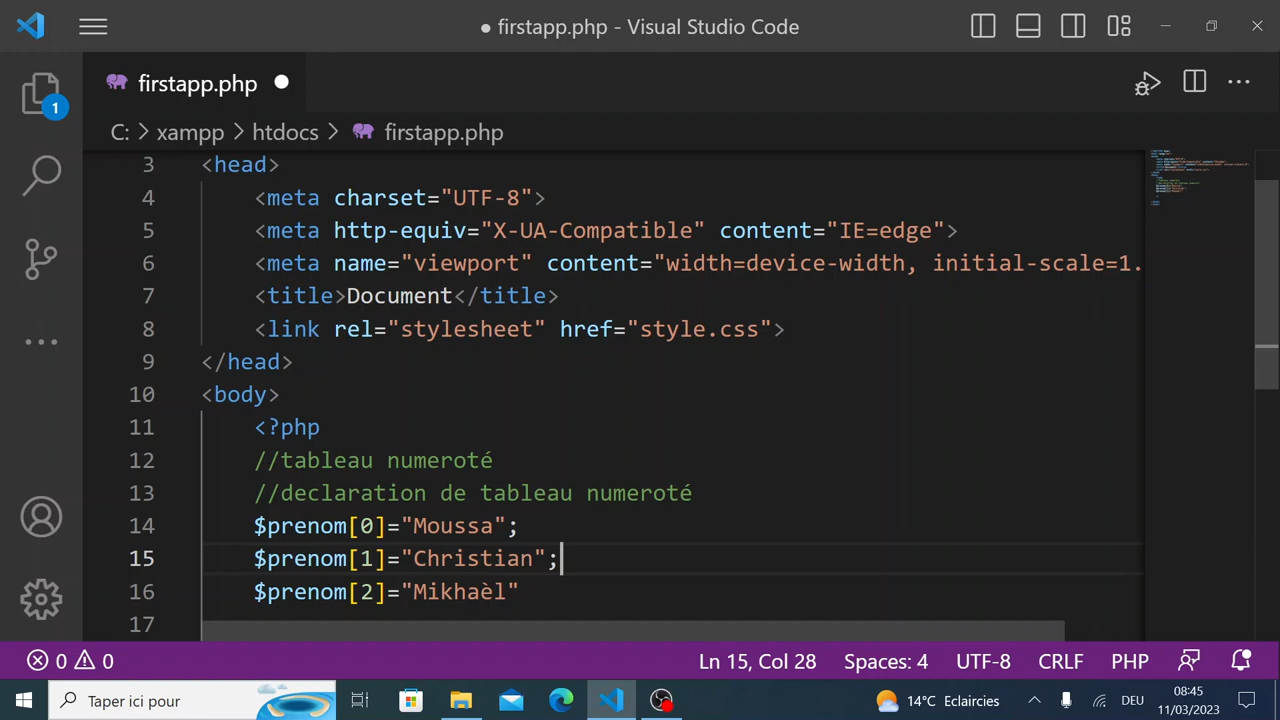 firstapp.php - Visual Studio Code
firstapp.php
C: > xampp > htdocs > firstapp.php
3 <head>
4 <meta charset="UTF-8">
5 <meta http-equiv="X-UA-Compatible" content="IE=edge">
6 <meta name="viewport" content="width=device-width, initial-scale=1.
7 <title>Document</title>
8 <link rel="stylesheet" href="style.css">
9 </head>
10 <body>
11 <?php
12 //tableau numeroté
13 //declaration de tableau numeroté
14 $prenom[0]="Moussa";
15 $prenom[1]="Christian";
16 $prenom[2]="Mikhaèl"
17
1
0 0 Ln 15, Col 28 Spaces: 4 UTF-8 CRLF PHP
Taper ici pour 14°C Eclaircies DEU 08:45
11/03/2023